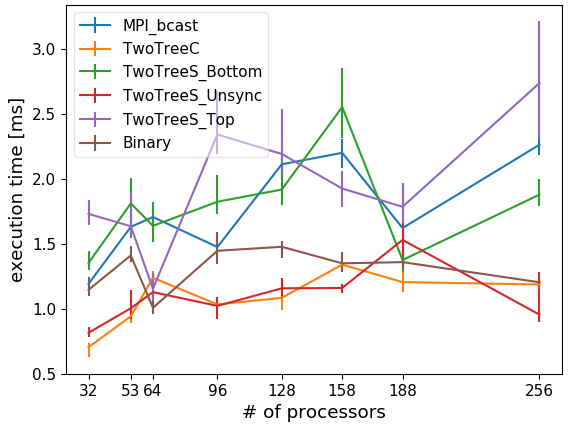 MPI_bcast
TwoTreeC
TwoTreeS_Bottom
TwoTreeS_Unsync
TwoTreeS_Top
Binary
execution time [ms]
3.0
2.5
2.0
1.5
1.0
0.5
32 53 64 96 128 158 188 256
# of processors